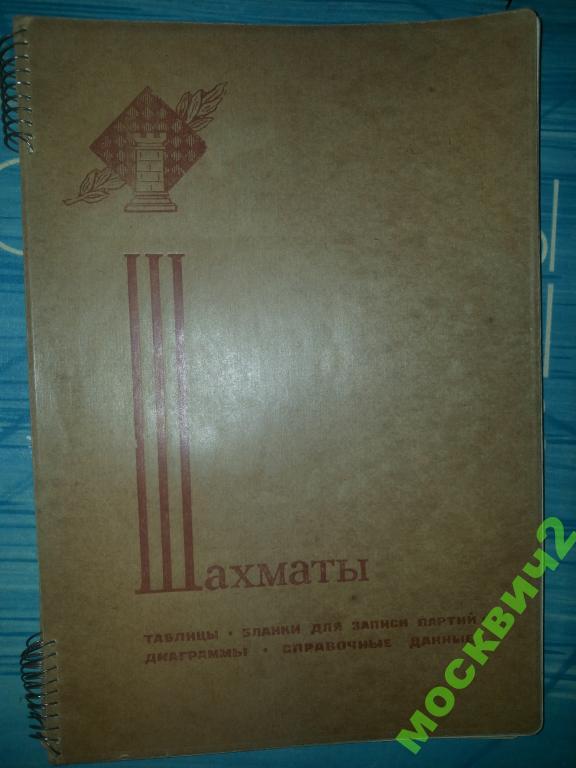 Шахматы
ТАБЛИЦЫ · БЛАНКИ ДЛЯ ЗАПИСИ ПАРТИЙ
ДИАГРАММЫ · СПРАВОЧНЫЕ ДАННЫЕ
москвич2